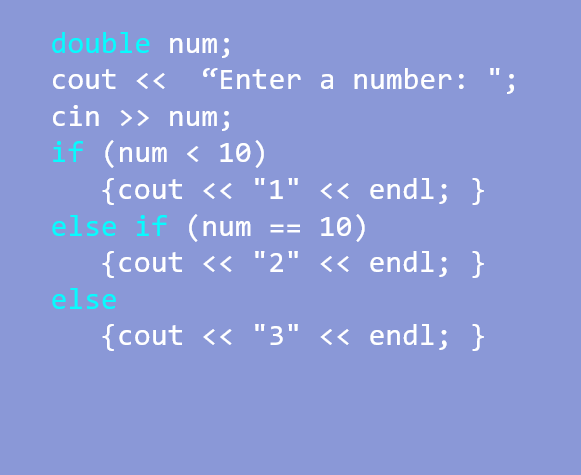 double num;
cout <<  “Enter a number: ";
cin >> num;
if (num < 10)
   {cout << "1" << endl; }
else if (num == 10)
   {cout << "2" << endl; }
else
   {cout << "3" << endl; }